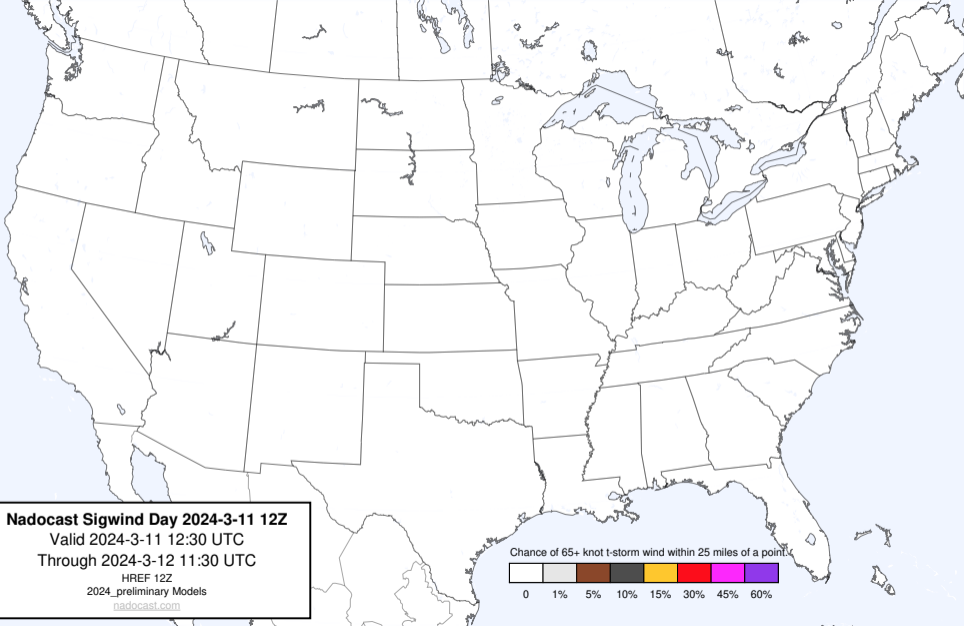 Nadocast Sigwind Day 2024-3-11 12Z
Valid 2024-3-11 12:30 UTC
Through 2024-3-12 11:30 UTC
HREF 12Z
2024_preliminary Models
nadocast.com
Chance of 65+ knot t-storm wind within 25 miles of a point.
0 1% 5% 10% 15% 30% 45% 60%